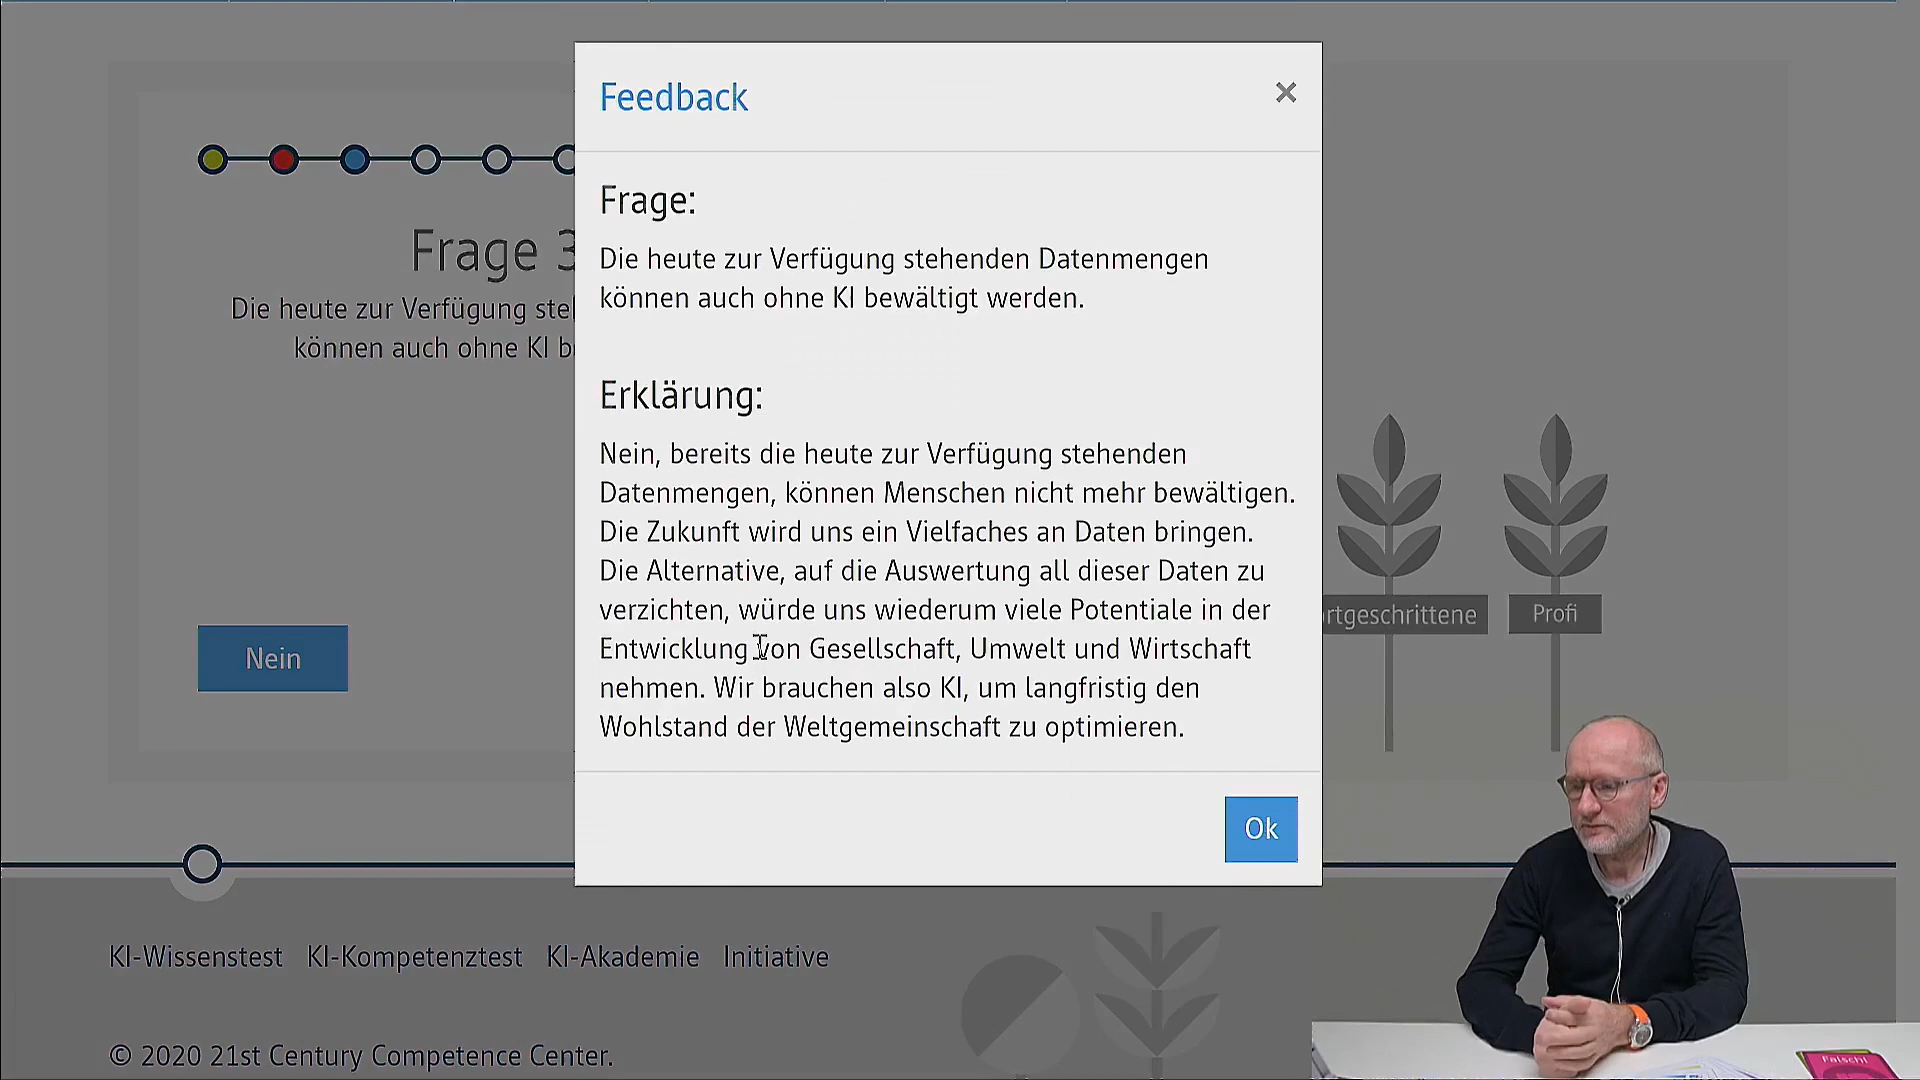 Feedback
×
Frage:
Die heute zur Verfügung stehenden Datenmengen
können auch ohne KI bewältigt werden.
Erklärung:
Nein, bereits die heute zur Verfügung stehenden
Datenmengen, können Menschen nicht mehr bewältigen.
Die Zukunft wird uns ein Vielfaches an Daten bringen.
Die Alternative, auf die Auswertung all dieser Daten zu
verzichten, würde uns wiederum viele Potentiale in der
Entwicklung von Gesellschaft, Umwelt und Wirtschaft
nehmen. Wir brauchen also KI, um langfristig den
Wohlstand der Weltgemeinschaft zu optimieren.
Ok
Frage 3
Die heute zur Verfügung
können auch ohne KI
Nein
rtgeschrittene
Profi
KI-Wissenstest KI-Kompetenztest KI-Akademie Initiative
© 2020 21st Century Competence Center.
Falsch!